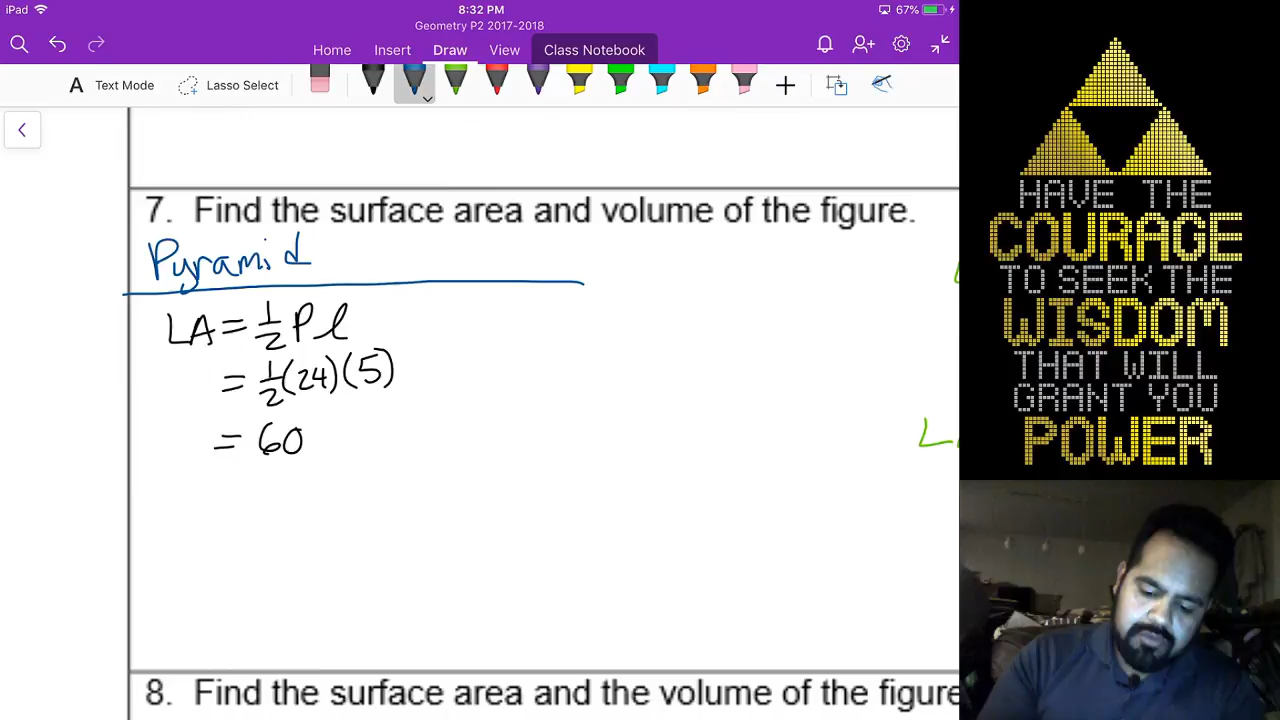 iPad
8:32 PM
67%
Geometry P2 2017-2018
Home Insert Draw View Class Notebook
A Text Mode Lasso Select
7. Find the surface area and volume of the figure.
Pyramid
LA = 1/2 P l
= 1/2 (24)(5)
= 60
L
8. Find the surface area and the volume of the figure
HAVE THE
COURAGE
TO SEEK THE
WISDOM
THAT WILL
GRANT YOU
POWER